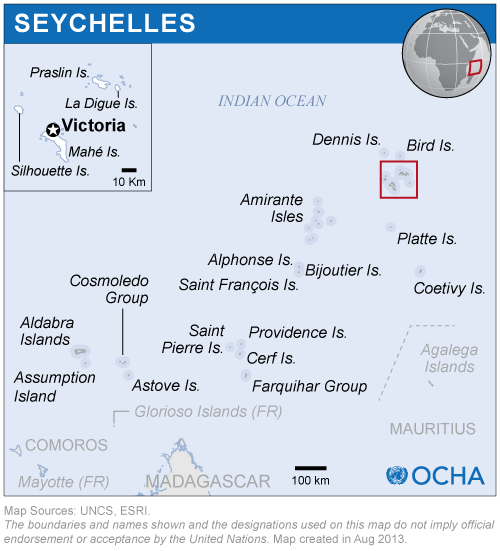 SEYCHELLES
Praslin Is.
La Digue Is.
Victoria
Mahé Is.
Silhouette Is.
10 Km
INDIAN OCEAN
Dennis Is.
Bird Is.
Amirante
Isles
Platte Is.
Alphonse Is.
Bijoutier Is.
Saint François Is.
Coetivy Is.
Cosmoledo
Group
Aldabra
Islands
Saint
Pierre Is.
Providence Is.
Cerf Is.
Assumption
Island
Astove Is.
Farquihar Group
Agalega
Islands
Glorioso Islands (FR)
MAURITIUS
COMOROS
Mayotte (FR)
MADAGASCAR
100 km
OCHA
Map Sources: UNCS, ESRI.
The boundaries and names shown and the designations used on this map do not imply official
endorsement or acceptance by the United Nations. Map created in Aug 2013.